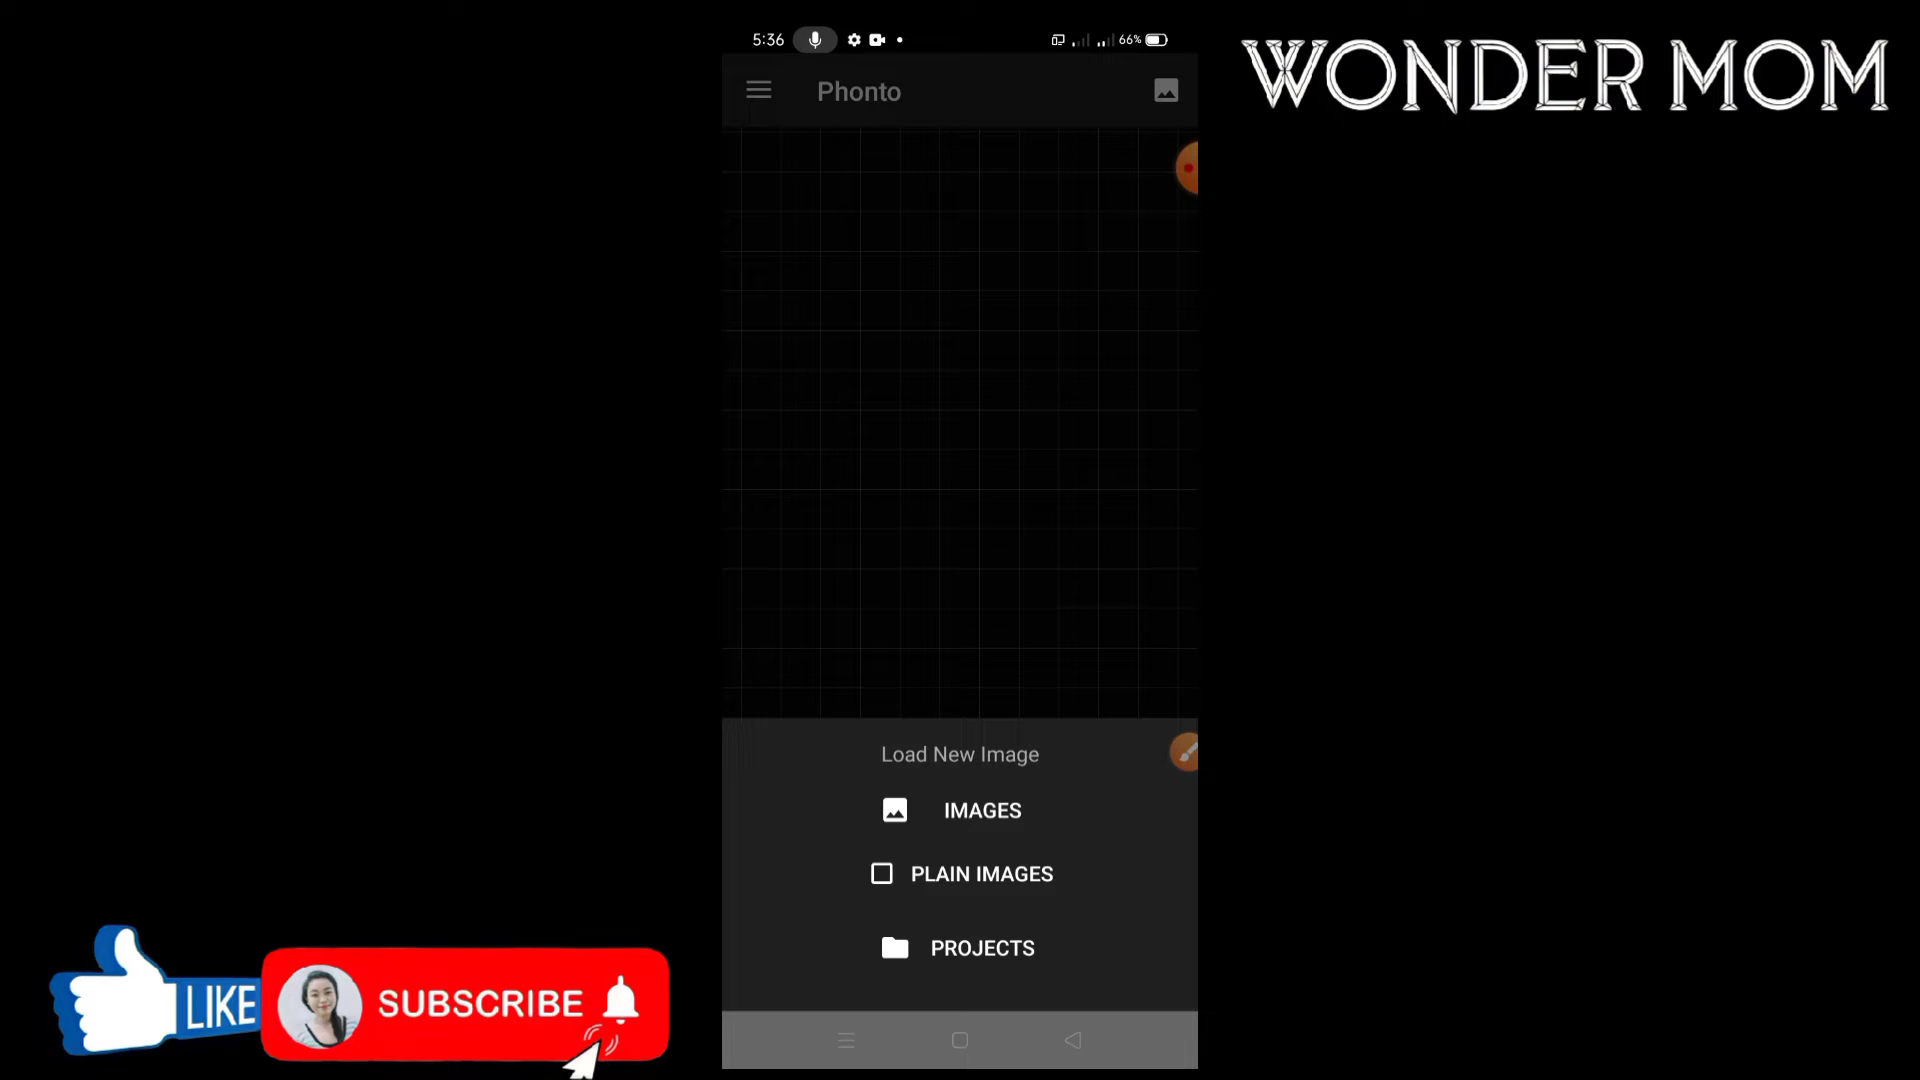 WONDER MOM
5:36
66%
Phonto
Load New Image
IMAGES
PLAIN IMAGES
PROJECTS
LIKE
SUBSCRIBE